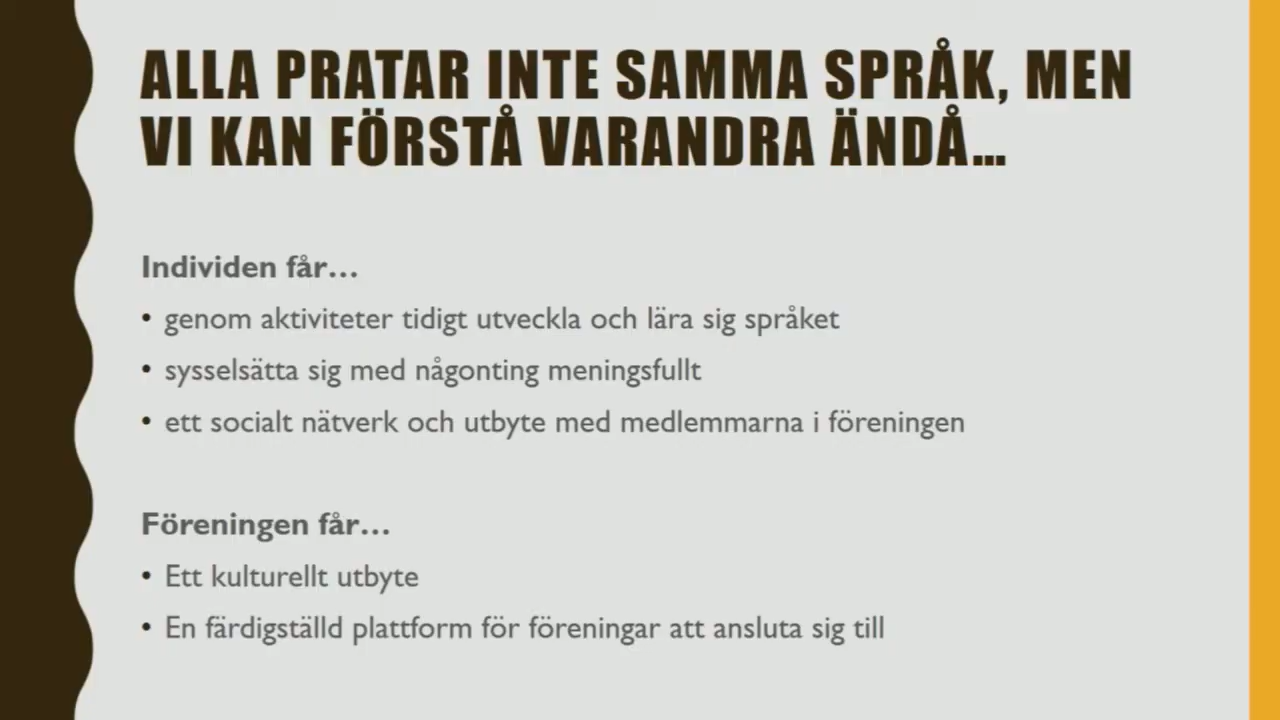 ALLA PRATAR INTE SAMMA SPRÅK, MEN
VI KAN FÖRSTÅ VARANDRA ÄNDÅ…
Individen får…
• genom aktiviteter tidigt utveckla och lära sig språket
• sysselsätta sig med någonting meningsfullt
• ett socialt nätverk och utbyte med medlemmarna i föreningen
Föreningen får…
• Ett kulturellt utbyte
• En färdigställd plattform för föreningar att ansluta sig till